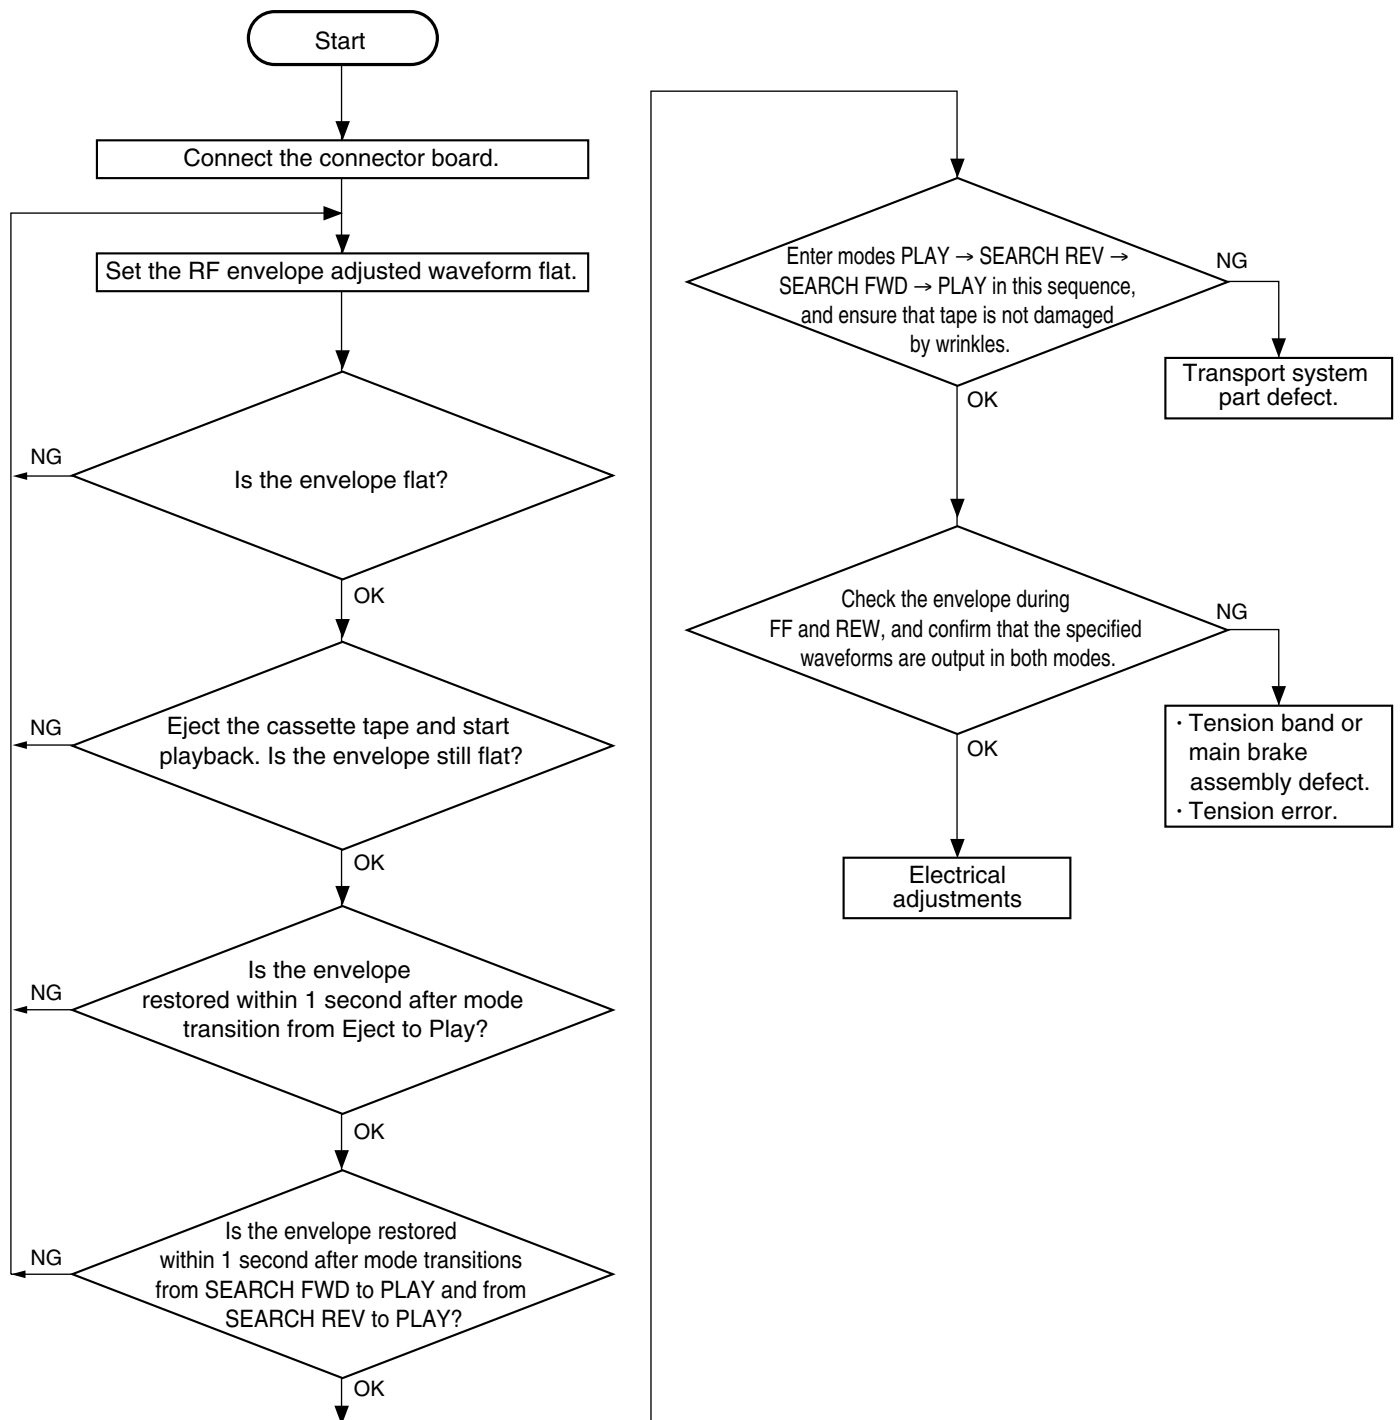 Start
Connect the connector board.
Set the RF envelope adjusted waveform flat.
NG
Is the envelope flat?
OK
NG
Eject the cassette tape and start
playback. Is the envelope still flat?
OK
NG
Is the envelope
restored within 1 second after mode
transition from Eject to Play?
OK
NG
Is the envelope restored
within 1 second after mode transitions
from SEARCH FWD to PLAY and from
SEARCH REV to PLAY?
OK
Enter modes PLAY → SEARCH REV →
SEARCH FWD → PLAY in this sequence,
and ensure that tape is not damaged
by wrinkles.
NG
Transport system
part defect.
OK
Check the envelope during
FF and REW, and confirm that the specified
waveforms are output in both modes.
NG
· Tension band or
main brake
assembly defect.
· Tension error.
OK
Electrical
adjustments